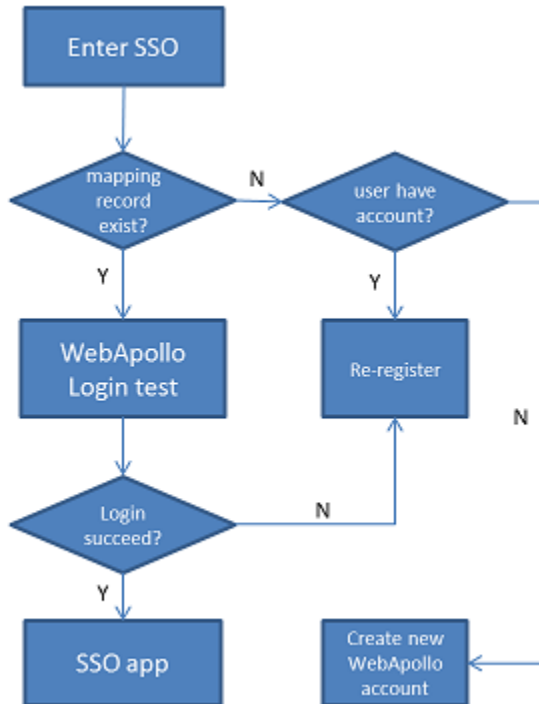 Enter SSO
mapping
record
exist?
N
user have
account?
Y
Y
WebApollo
Login test
Re-register
N
Login
succeed?
N
Y
SSO app
Create new
WebApollo
account